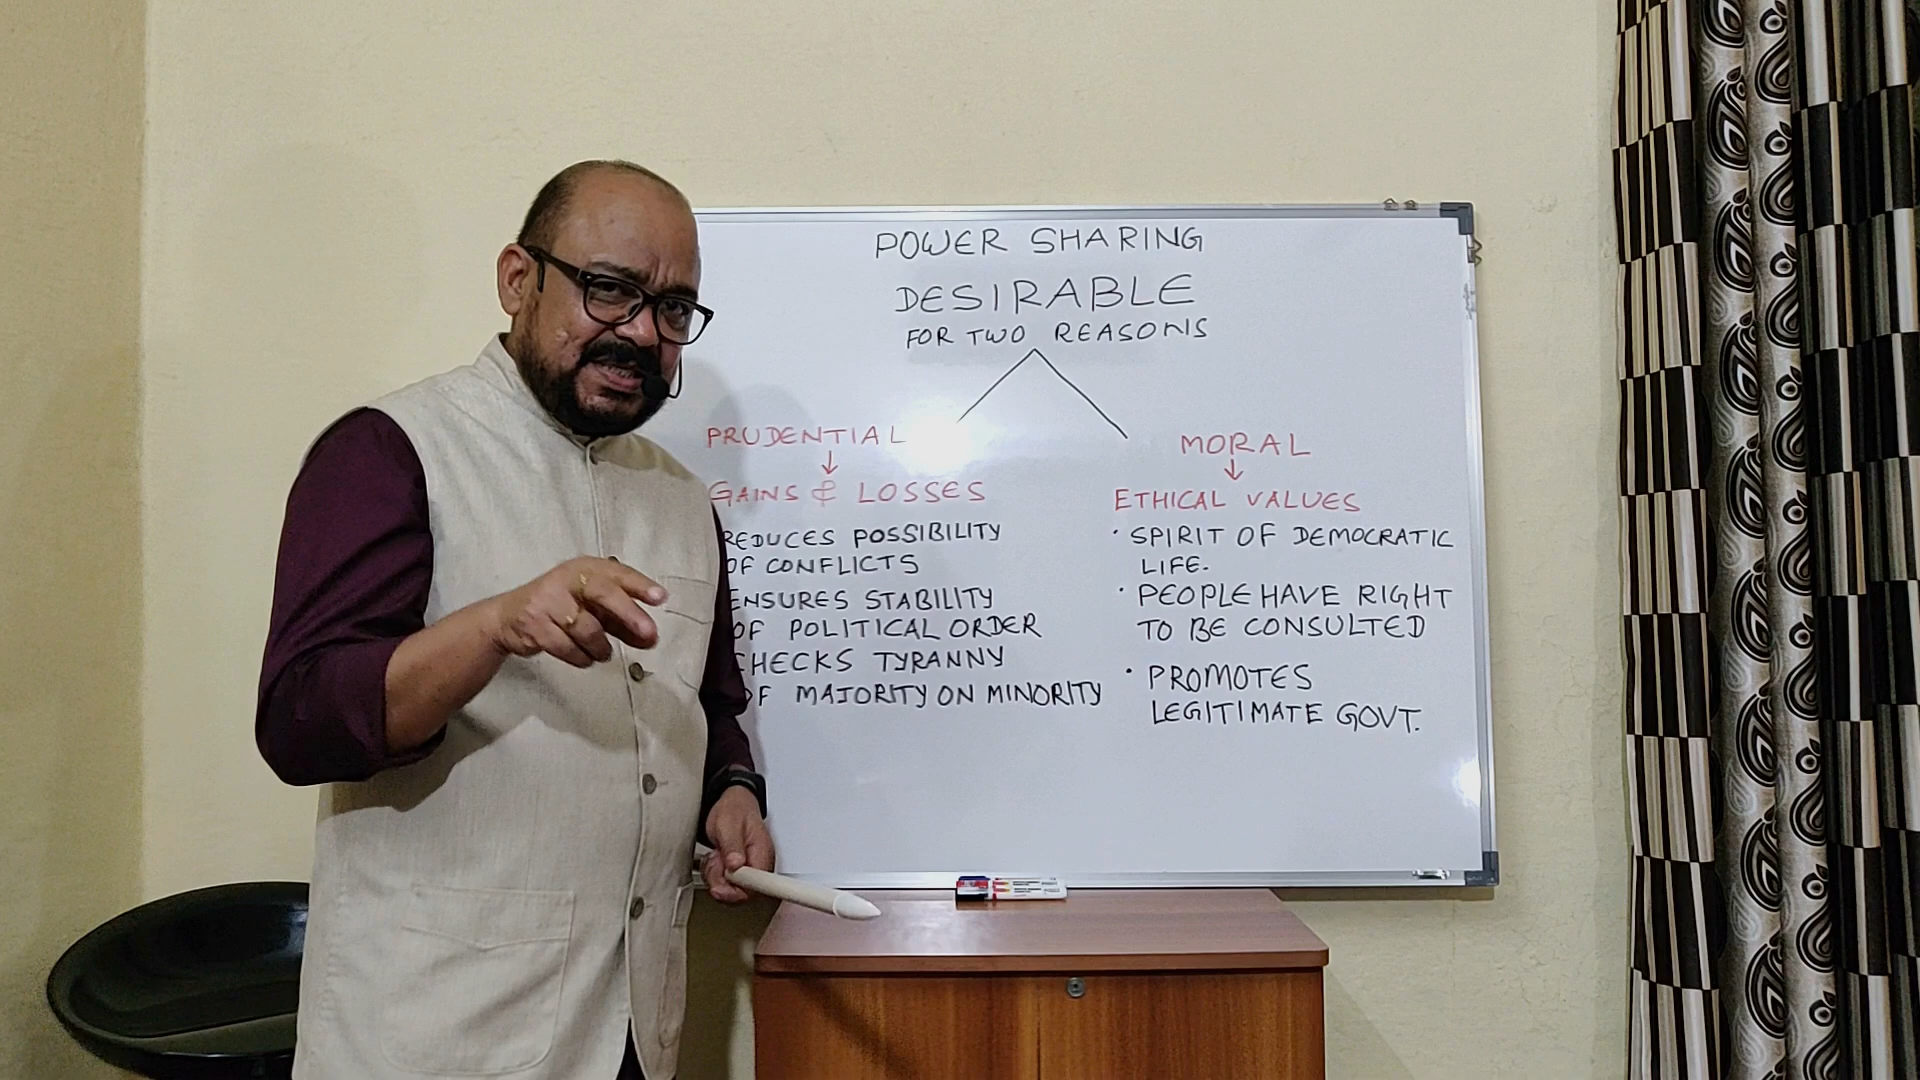 POWER SHARING
DESIRABLE
FOR TWO REASONS
PRUDENTIAL
GAINS & LOSSES
REDUCES POSSIBILITY
OF CONFLICTS
ENSURES STABILITY
OF POLITICAL ORDER
CHECKS TYRANNY
OF MAJORITY ON MINORITY
MORAL
ETHICAL VALUES
· SPIRIT OF DEMOCRATIC
LIFE.
· PEOPLE HAVE RIGHT
TO BE CONSULTED
· PROMOTES
LEGITIMATE GOVT.